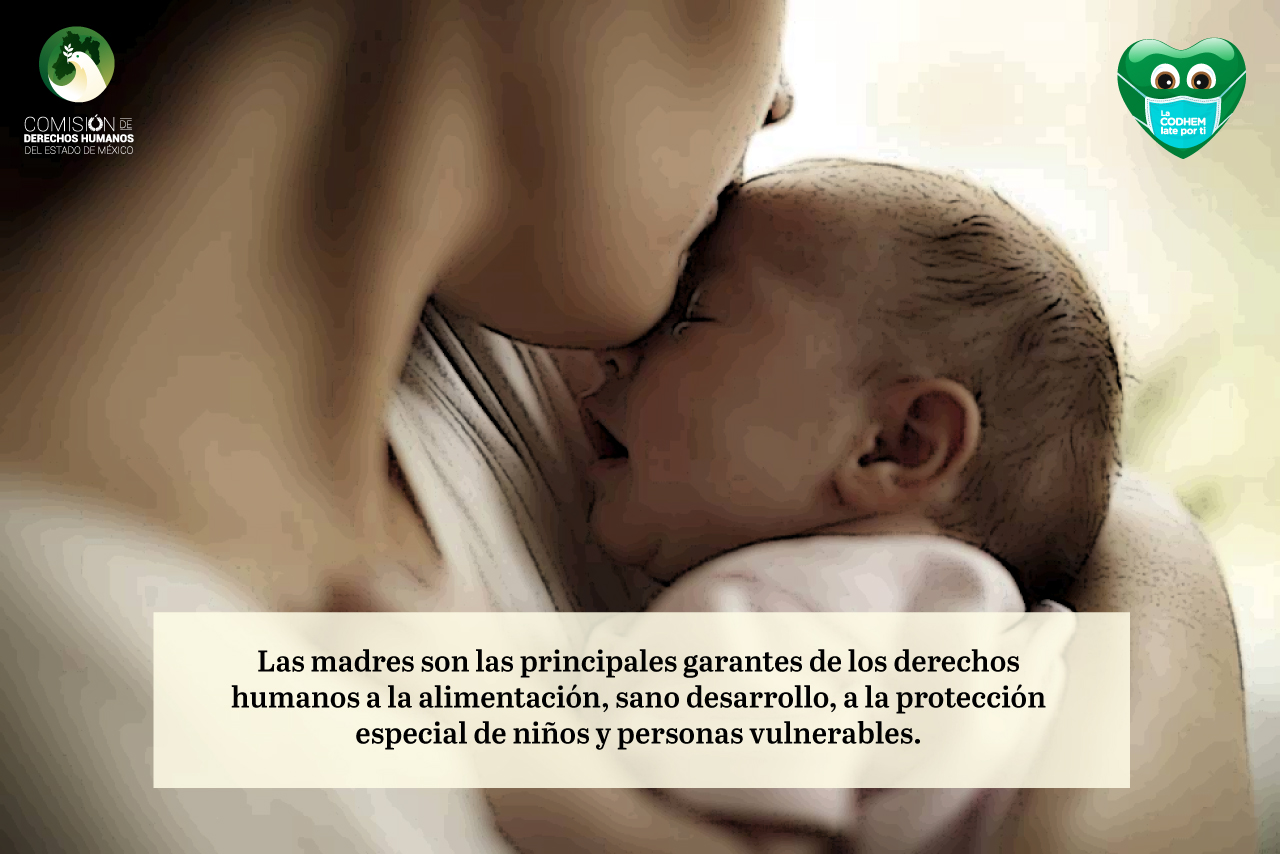 COMISIÓN DE
DERECHOS HUMANOS
DEL ESTADO DE MÉXICO
La
CODHEM
late por ti
Las madres son las principales garantes de los derechos
humanos a la alimentación, sano desarrollo, a la protección
especial de niños y personas vulnerables.